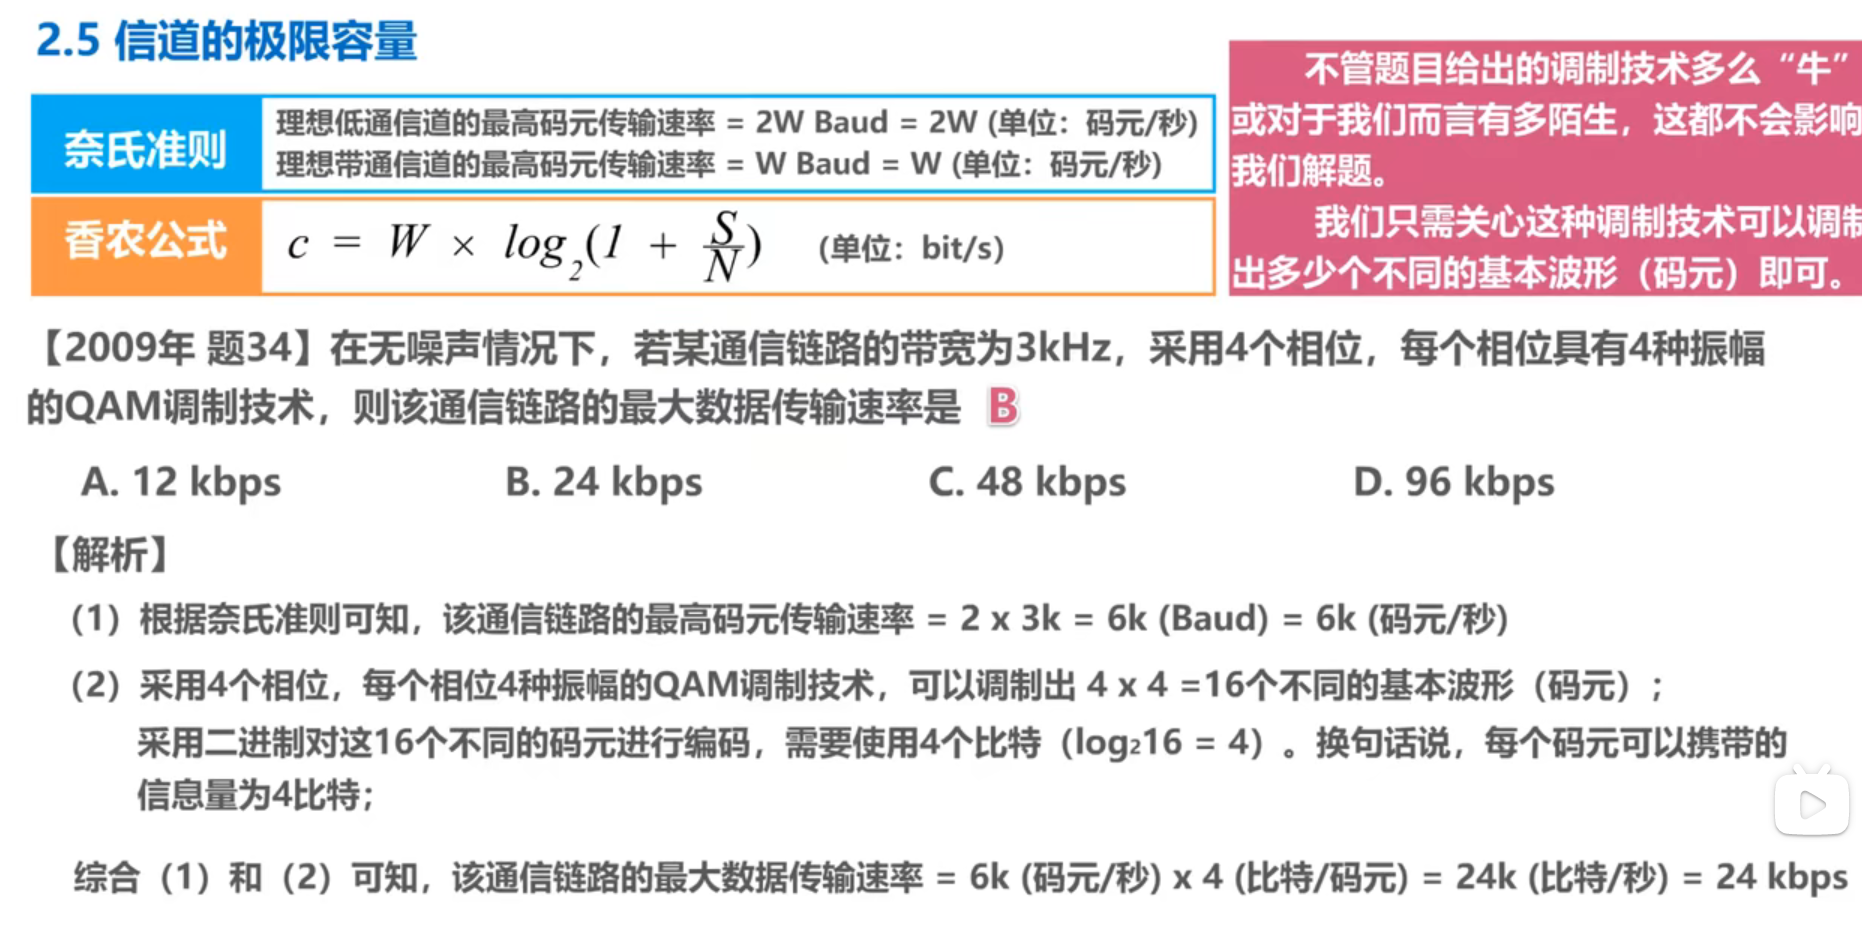 2.5 信道的极限容量
奈氏准则
理想低通信道的最高码元传输速率 = 2W Baud = 2W (单位：码元/秒)
理想带通信道的最高码元传输速率 = W Baud = W (单位：码元/秒)
香农公式
c = W × log₂(1 + S/N) (单位：bit/s)
不管题目给出的调制技术多么“牛”
或对于我们而言有多陌生，这都不会影响
我们解题。
我们只需关心这种调制技术可以调制
出多少个不同的基本波形（码元）即可。
【2009年 题34】在无噪声情况下，若某通信链路的带宽为3kHz，采用4个相位，每个相位具有4种振幅
的QAM调制技术，则该通信链路的最大数据传输速率是 B
A. 12 kbps B. 24 kbps C. 48 kbps D. 96 kbps
【解析】
（1）根据奈氏准则可知，该通信链路的最高码元传输速率 = 2 x 3k = 6k (Baud) = 6k (码元/秒)
（2）采用4个相位，每个相位4种振幅的QAM调制技术，可以调制出 4 x 4 =16个不同的基本波形（码元）；
采用二进制对这16个不同的码元进行编码，需要使用4个比特（log₂16 = 4）。换句话说，每个码元可以携带的
信息量为4比特；
综合（1）和（2）可知，该通信链路的最大数据传输速率 = 6k (码元/秒) x 4 (比特/码元) = 24k (比特/秒) = 24 kbps